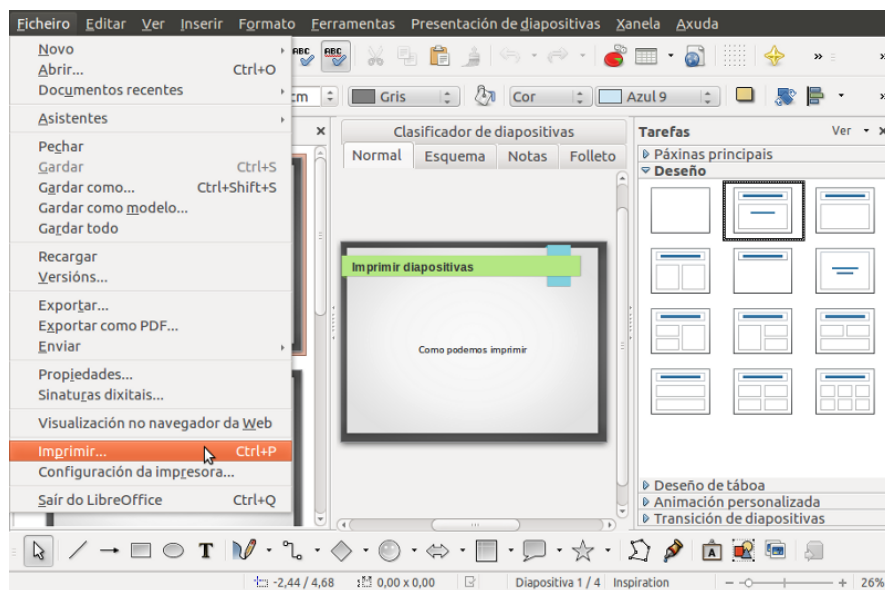 Ficheiro Editar Ver Inserir Formato Ferramentas Presentación de diapositivas Xanela Axuda
Novo
Abrir... Ctrl+O
Documentos recentes
Asistentes
Pechar
Gardar Ctrl+S
Gardar como... Ctrl+Shift+S
Gardar como modelo...
Gardar todo
Recargar
Versións...
Exportar...
Exportar como PDF...
Enviar
Propiedades...
Sinaturas dixitais...
Visualización no navegador da Web
Imprimir... Ctrl+P
Configuración da impresora...
Saír do LibreOffice Ctrl+Q
ABC ABC
cm Gris Cor Azul 9
Clasificador de diapositivas
Normal Esquema Notas Folleto
Imprimir diapositivas
Como podemos imprimir
Tarefas Ver
Páxinas principais
Deseño
Deseño de táboa
Animación personalizada
Transición de diapositivas
T A
-2,44 / 4,68 0,00 x 0,00 Diapositiva 1 / 4 Inspiration 26%